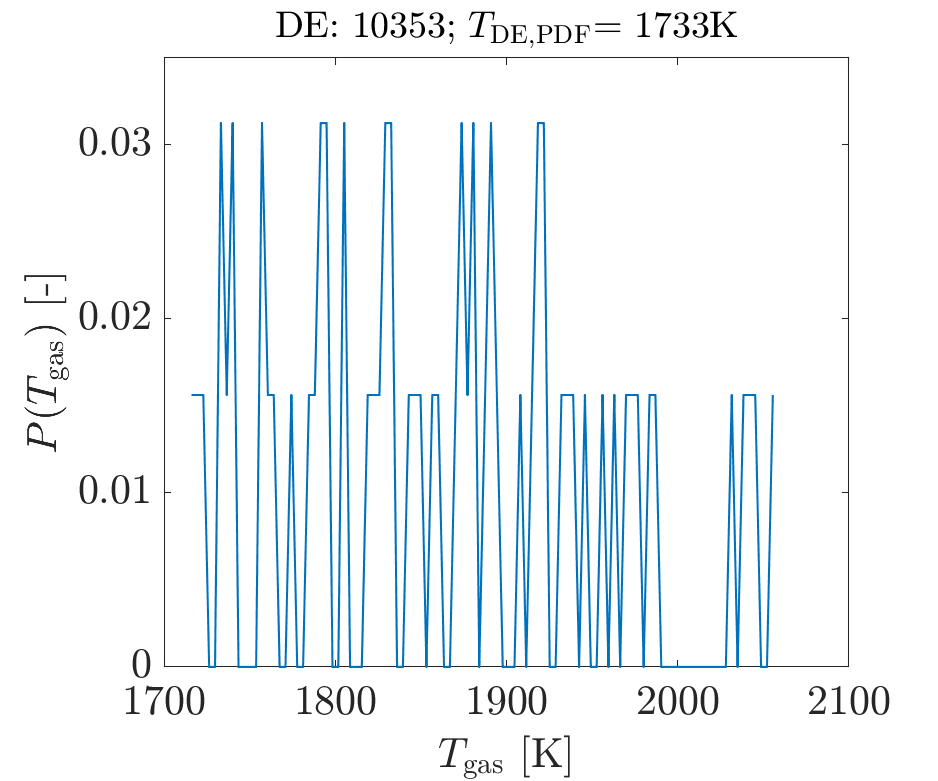 DE: 10353; T_DE,PDF= 1733K
0.03
0.02
0.01
0
P(T_gas) [-]
1700 1800 1900 2000 2100
T_gas [K]